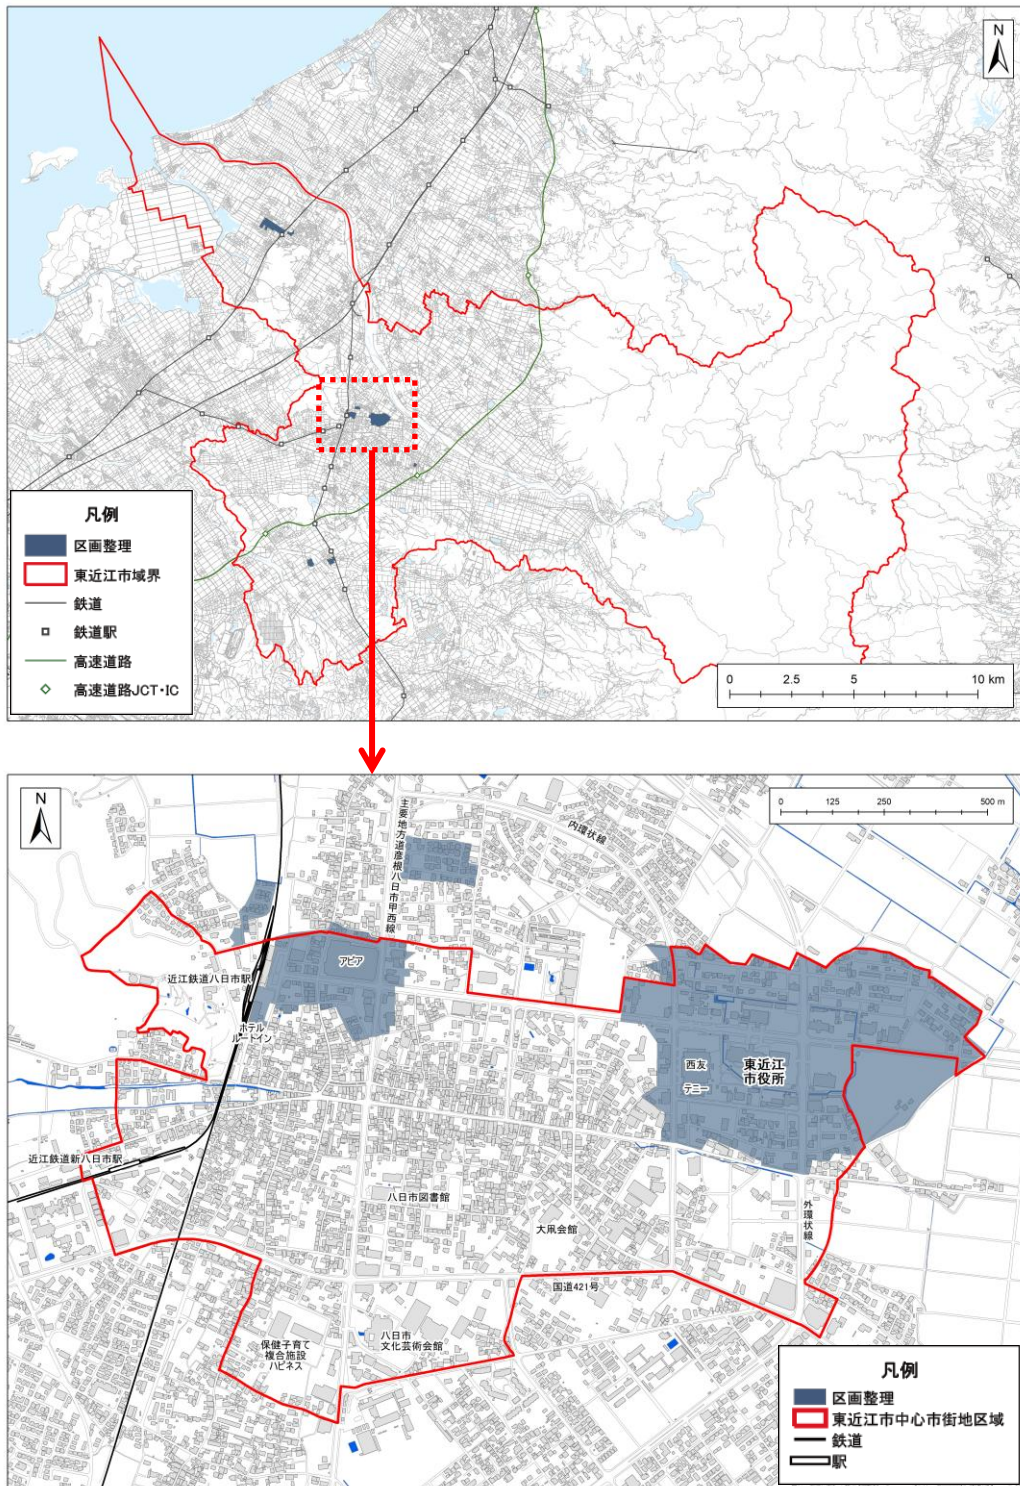 N
凡例
区画整理
東近江市域界
鉄道
鉄道駅
高速道路
高速道路JCT・IC
0 2.5 5 10 km
N
0 125 250 500 m
主要地方道彦根八日市甲西線
内環状線
アピア
近江鉄道八日市駅
ホテル
ルートイン
西友
テニー
東近江
市役所
近江鉄道新八日市駅
八日市図書館
大凧会館
外環状線
国道421号
八日市
文化芸術会館
保健子育て
複合施設
ハピネス
凡例
区画整理
東近江市中心市街地区域
鉄道
駅